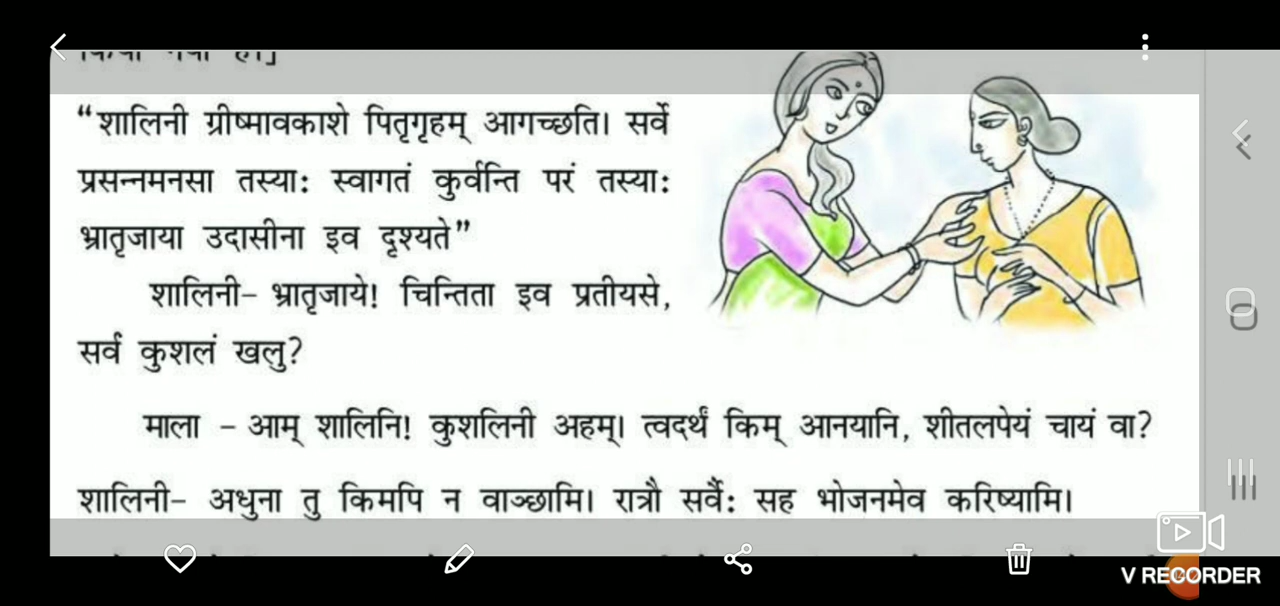 “शालिनी ग्रीष्मावकाशे पितृगृहम् आगच्छति। सर्वे
प्रसन्नमनसा तस्याः स्वागतं कुर्वन्ति परं तस्याः
भ्रातृजाया उदासीना इव दृश्यते”
शालिनी– भ्रातृजाये! चिन्तिता इव प्रतीयसे,
सर्वं कुशलं खलु?
माला – आम् शालिनि! कुशलिनी अहम्। त्वदर्थं किम् आनयानि, शीतलपेयं चायं वा?
शालिनी– अधुना तु किमपि न वाञ्छामि। रात्रौ सर्वैः सह भोजनमेव करिष्यामि।
V RECORDER